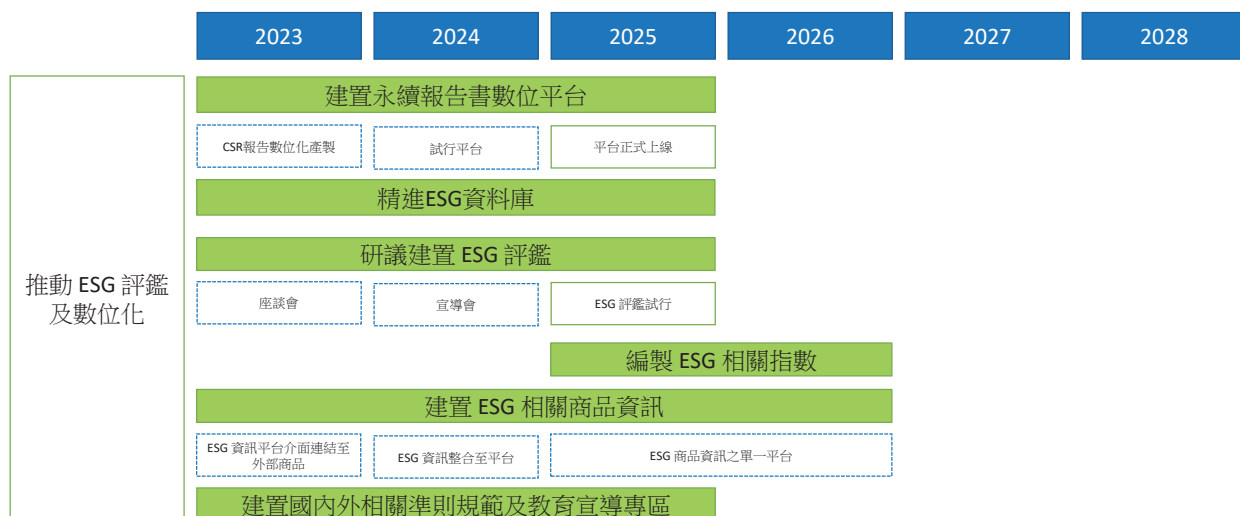 2023
2024
2025
2026
2027
2028
推動 ESG 評鑑
及數位化
建置永續報告書數位平台
CSR報告數位化產製
試行平台
平台正式上線
精進ESG資料庫
研議建置 ESG 評鑑
座談會
宣導會
ESG 評鑑試行
編製 ESG 相關指數
建置 ESG 相關商品資訊
ESG 資訊平台介面連結至
外部商品
ESG 資訊整合至平台
ESG 商品資訊之單一平台
建置國內外相關準則規範及教育宣導專區